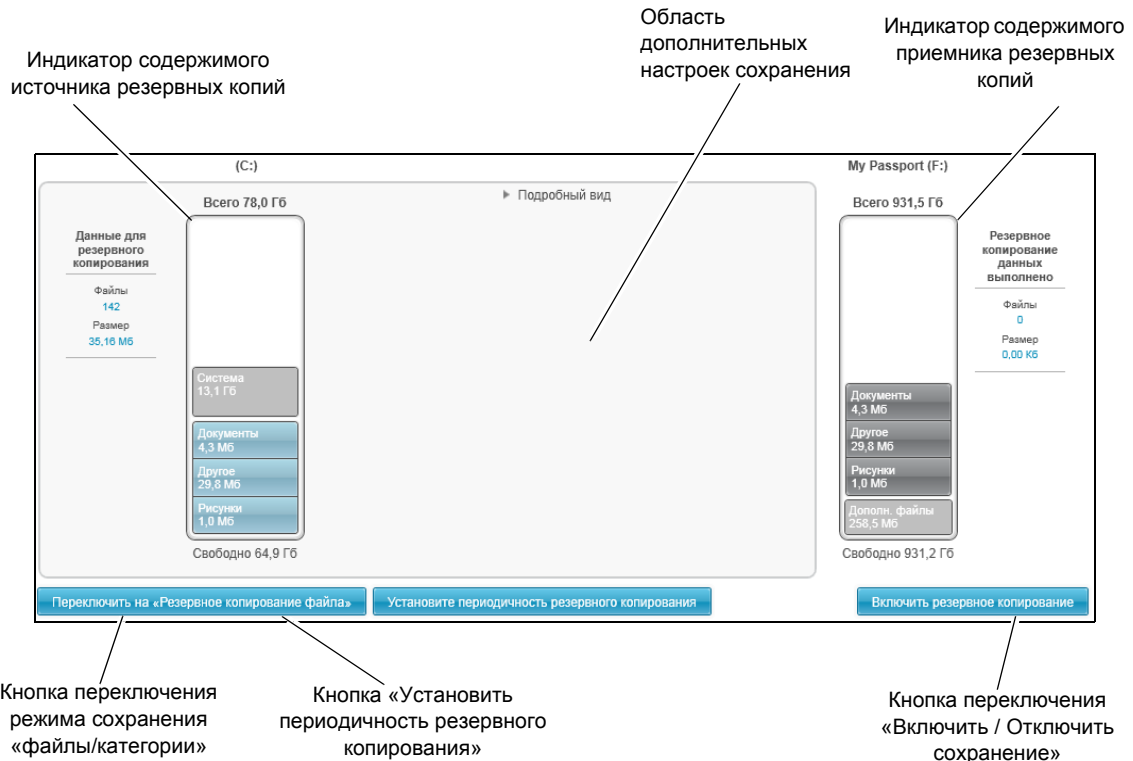 Область
дополнительных
настроек сохранения
Индикатор содержимого
приемника резервных
копий
Индикатор содержимого
источника резервных копий
(C:)
My Passport (F:)
Всего 78,0 Гб
▶ Подробный вид
Всего 931,5 Гб
Данные для
резервного
копирования
Файлы
142
Размер
35,16 Мб
Система
13,1 Гб
Документы
4,3 Мб
Другое
29,8 Мб
Рисунки
1,0 Мб
Свободно 64,9 Гб
Документы
4,3 Мб
Другое
29,8 Мб
Рисунки
1,0 Мб
Дополн. файлы
258,5 Мб
Свободно 931,2 Гб
Резервное
копирование
данных
выполнено
Файлы
0
Размер
0,00 Кб
Переключить на «Резервное копирование файла»
Установите периодичность резервного копирования
Включить резервное копирование
Кнопка переключения
режима сохранения
«файлы/категории»
Кнопка «Установить
периодичность резервного
копирования»
Кнопка переключения
«Включить / Отключить
сохранение»